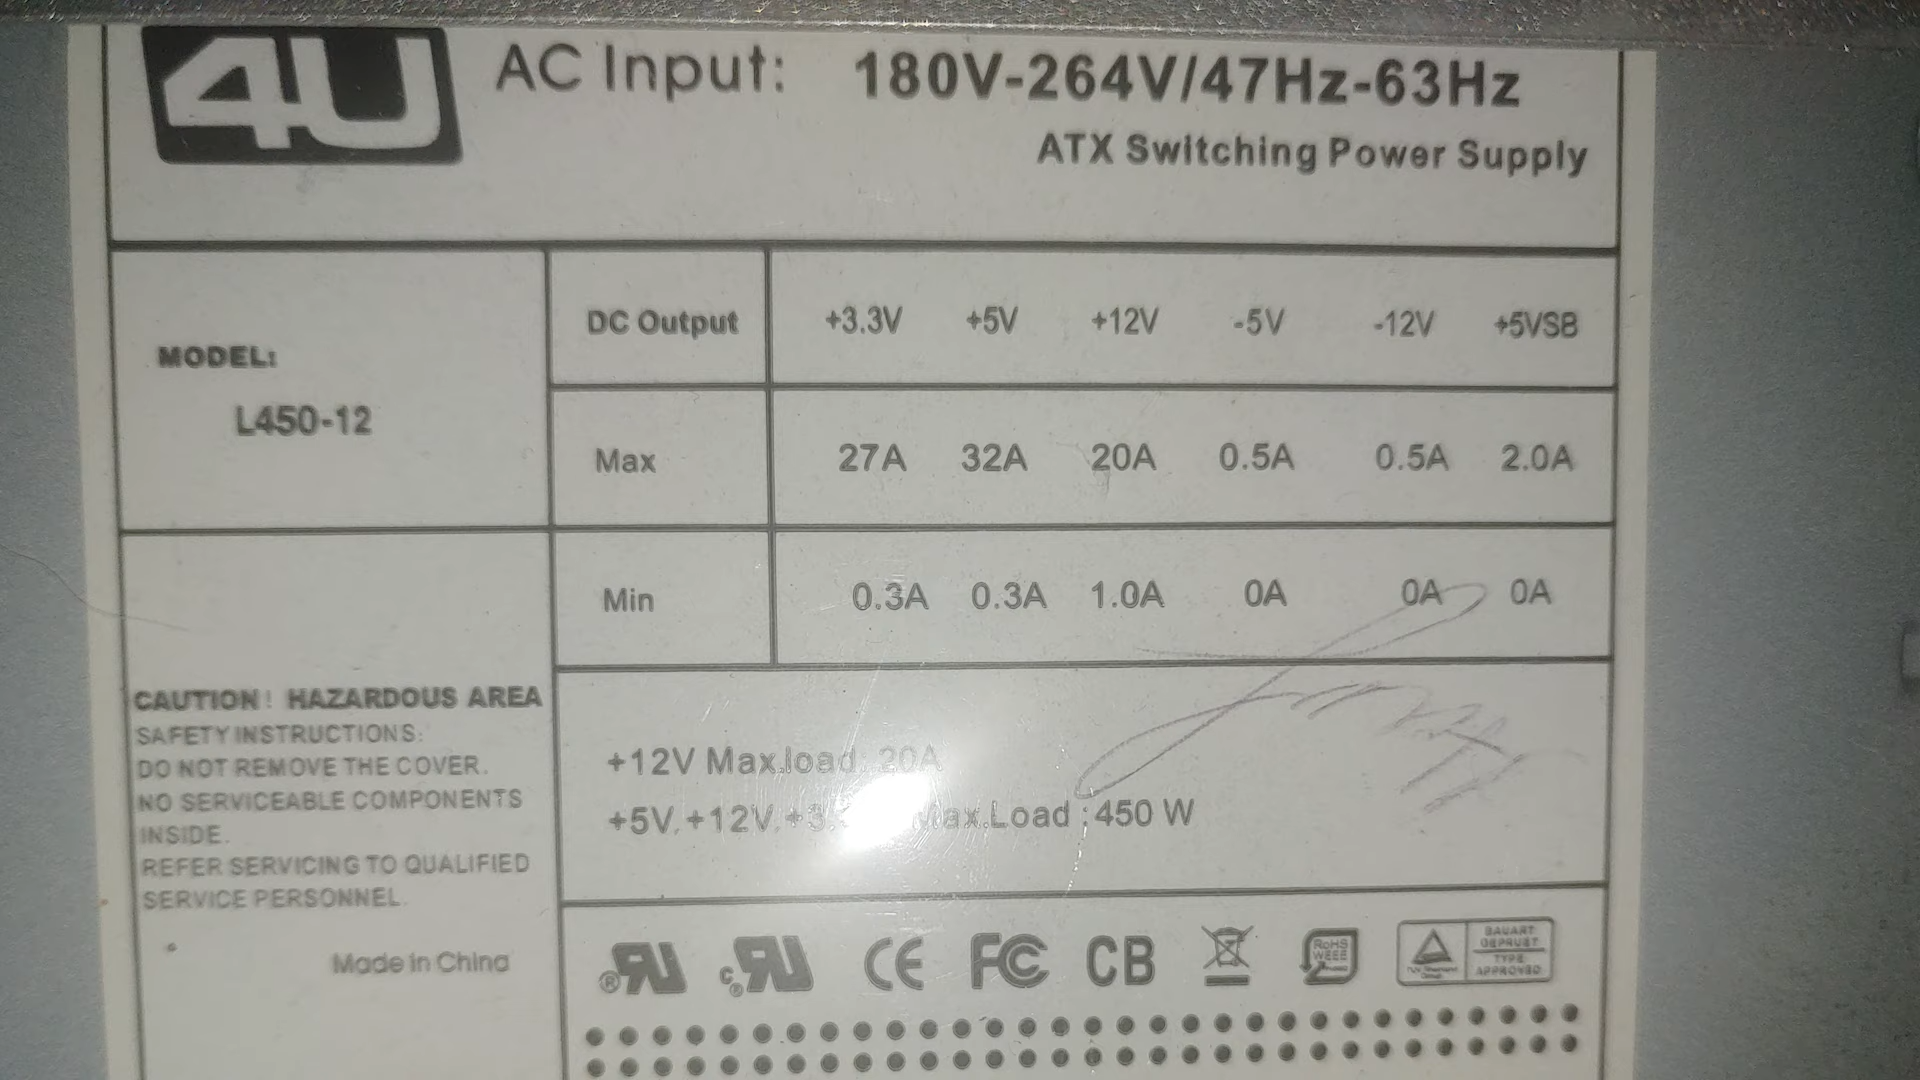 4U AC Input: 180V-264V/47Hz-63Hz
ATX Switching Power Supply
MODEL:
L450-12
DC Output +3.3V +5V +12V -5V -12V +5VSB
Max 27A 32A 20A 0.5A 0.5A 2.0A
Min 0.3A 0.3A 1.0A 0A 0A 0A
CAUTION! HAZARDOUS AREA
SAFETY INSTRUCTIONS:
DO NOT REMOVE THE COVER.
NO SERVICEABLE COMPONENTS
INSIDE.
REFER SERVICING TO QUALIFIED
SERVICE PERSONNEL.
Made in China
+12V Max.load: 20A
+5V,+12V,+3. Max.Load :450 W
CE FC CB
RoHS
WEEE
BAUART
GEPRUFT
TYPE
APPROVED